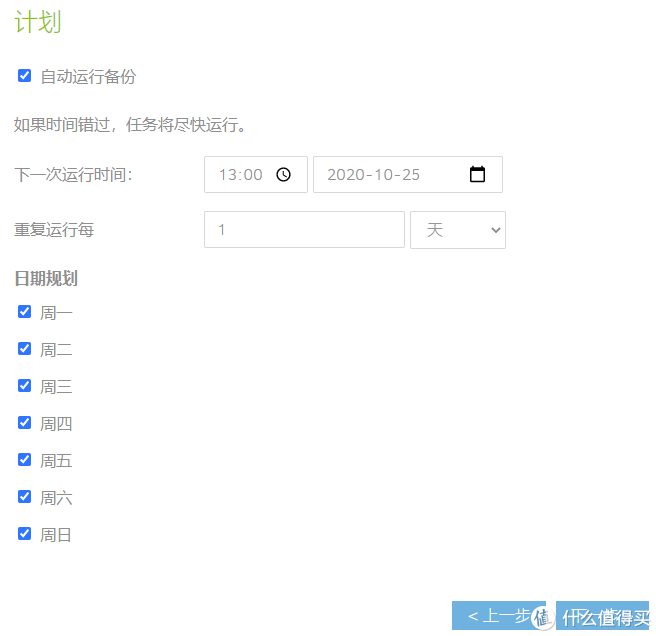 计划
自动运行备份
如果时间错过，任务将尽快运行。
下一次运行时间： 13:00 2020-10-25
重复运行每 1 天
日期规划
周一
周二
周三
周四
周五
周六
周日
< 上一步
值 什么值得买